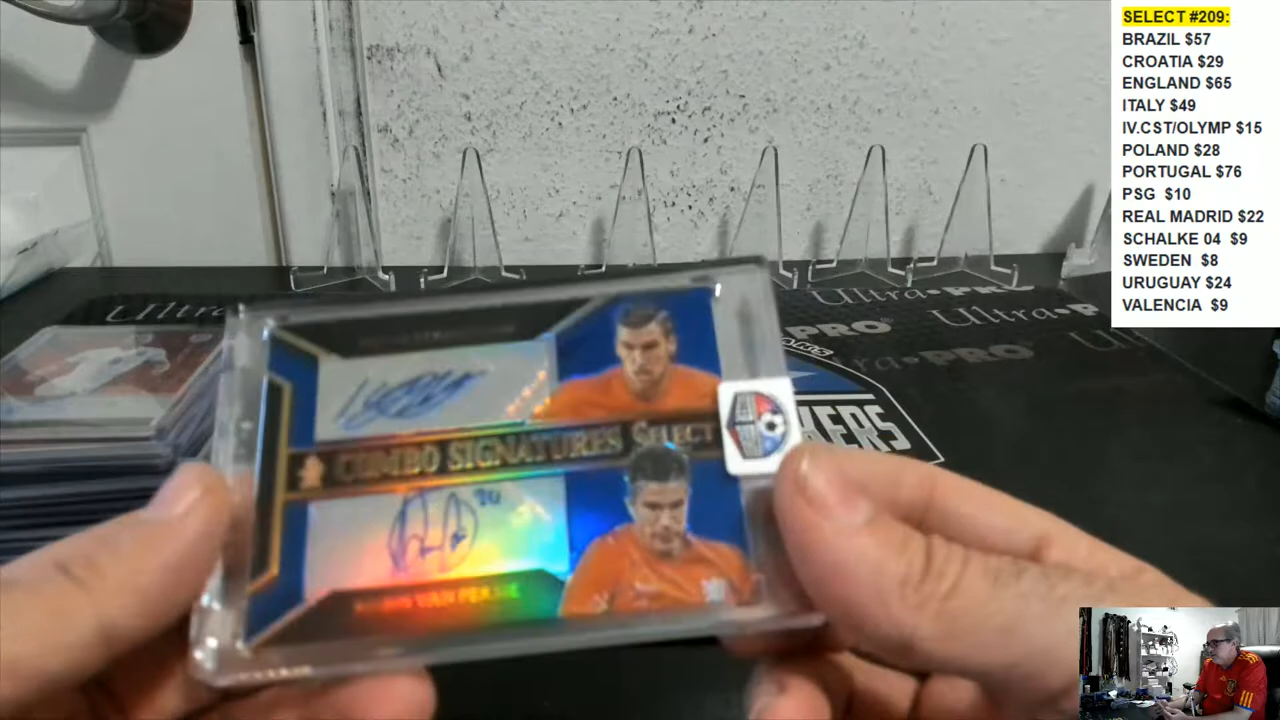 SELECT #209:
BRAZIL $57
CROATIA $29
ENGLAND $65
ITALY $49
IV.CST/OLYMP $15
POLAND $28
PORTUGAL $76
PSG $10
REAL MADRID $22
SCHALKE 04 $9
SWEDEN $8
URUGUAY $24
VALENCIA $9
Ultra•PRO
PRO
Ultra•P
COMBO SIGNATURES SELECT
KERS